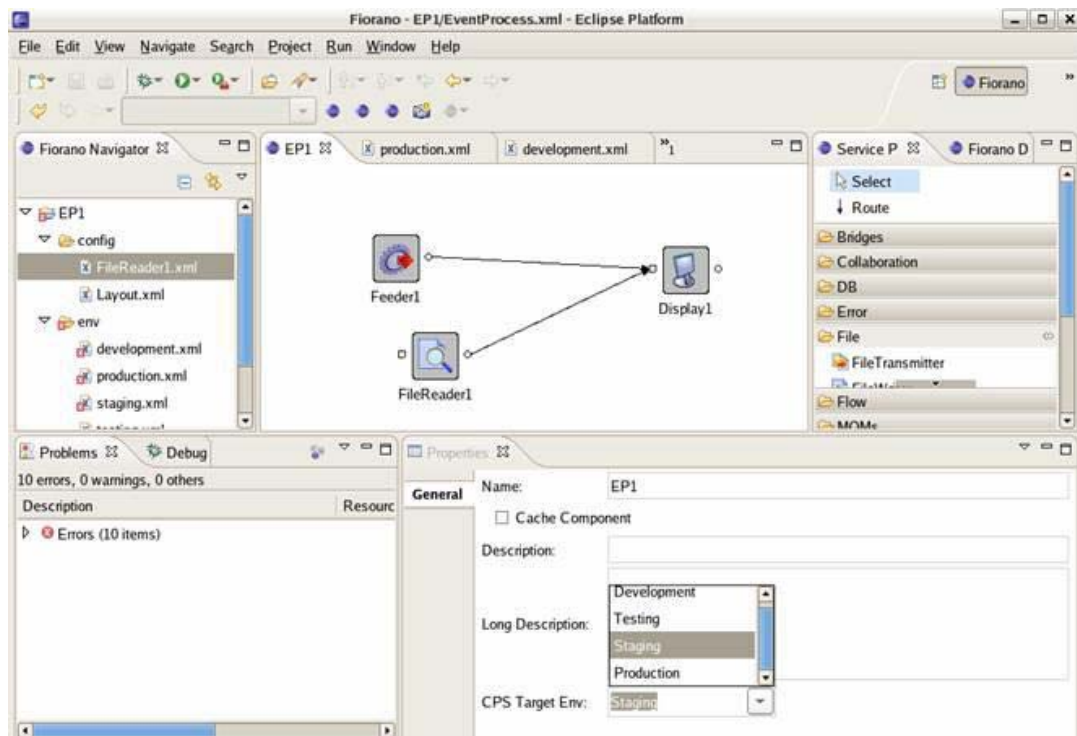 Fiorano - EP1/EventProcess.xml - Eclipse Platform
File Edit View Navigate Search Project Run Window Help
Fiorano
Fiorano Navigator
EP1
config
FileReader1.xml
Layout.xml
env
development.xml
production.xml
staging.xml
EP1 production.xml development.xml »1
Feeder1
Display1
FileReader1
Service P Fiorano D
Select
Route
Bridges
Collaboration
DB
Error
File
FileTransmitter
Flow
MOMs
Problems Debug
10 errors, 0 warnings, 0 others
Description Resourc
Errors (10 items)
Properties
General
Name: EP1
Cache Component
Description:
Long Description:
Development
Testing
Staging
Production
CPS Target Env: Staging